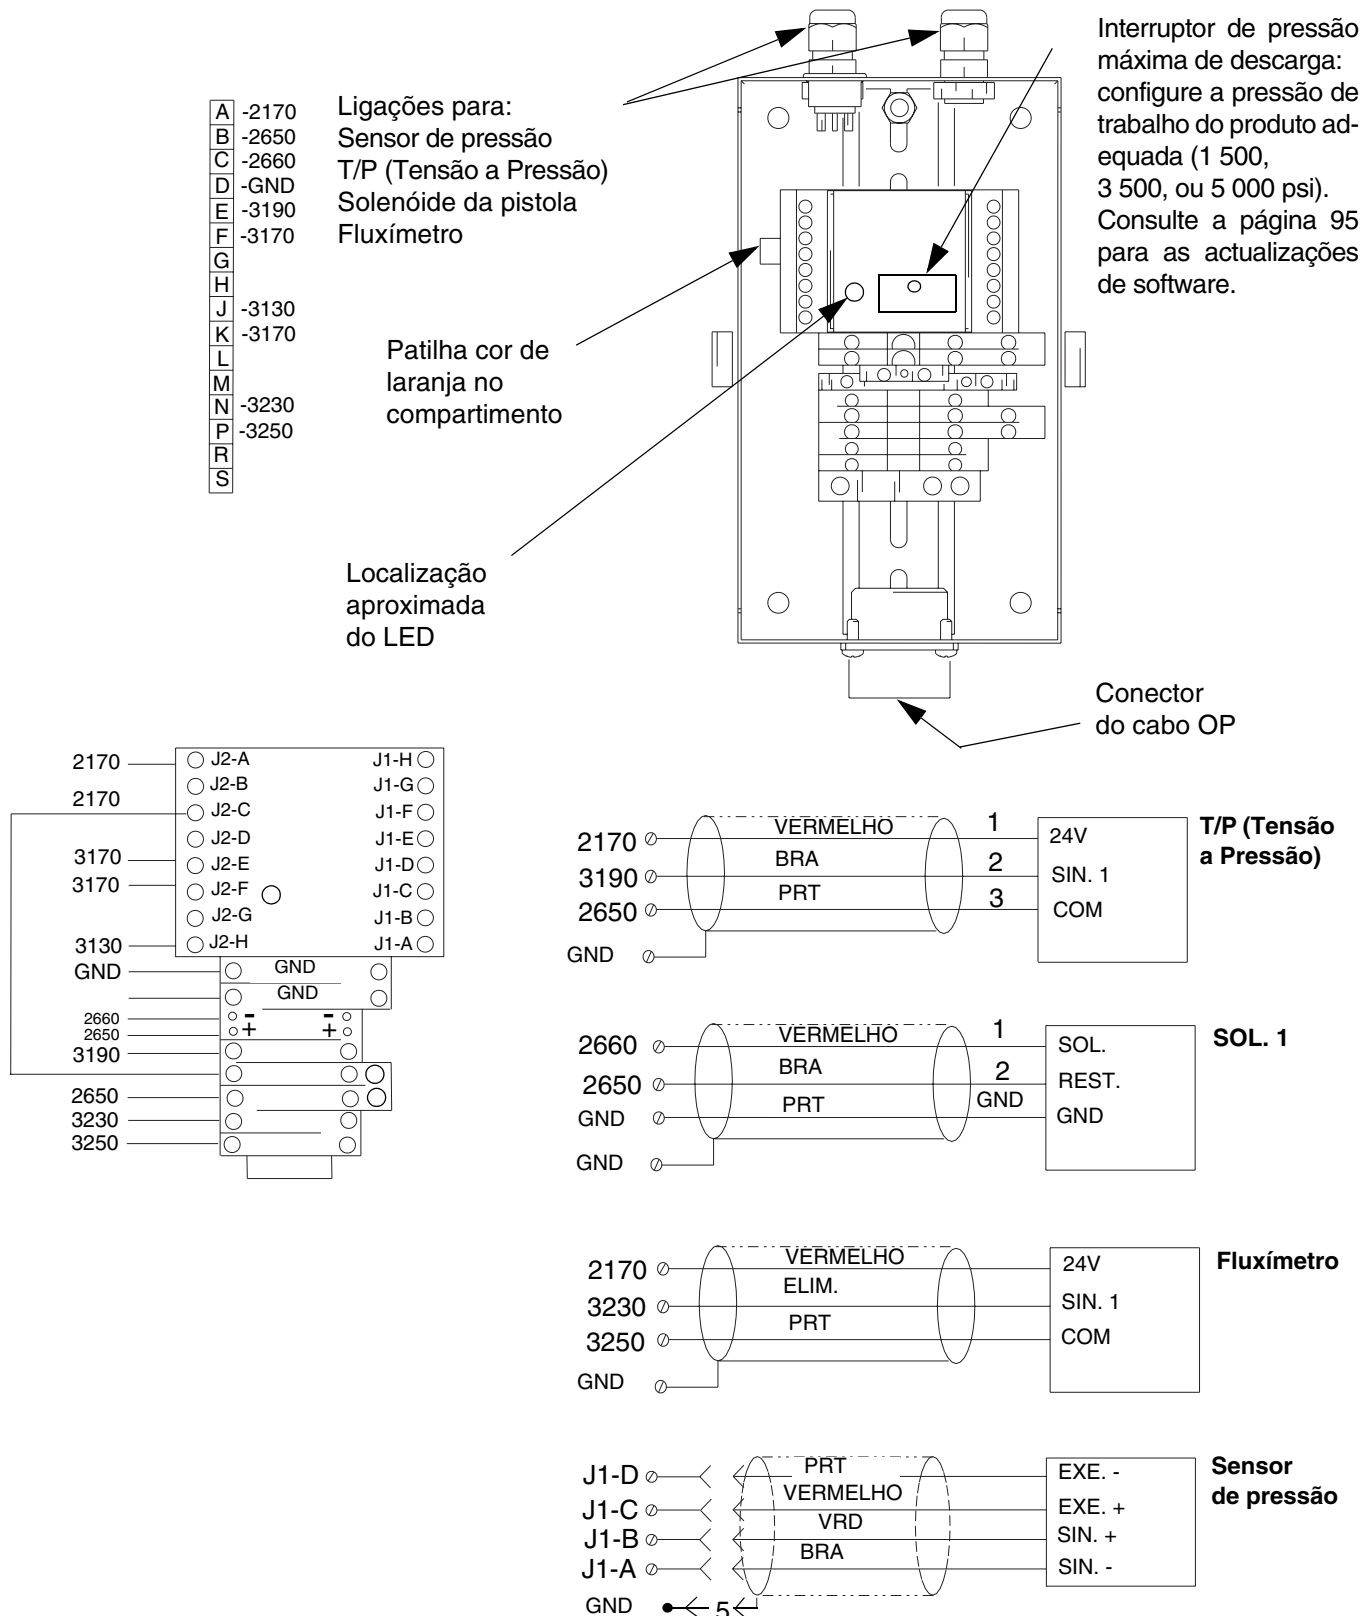 Interruptor de pressão
máxima de descarga:
configure a pressão de
trabalho do produto ad-
equada (1 500,
3 500, ou 5 000 psi).
Consulte a página 95
para as actualizações
de software.
A -2170
B -2650
C -2660
D -GND
E -3190
F -3170
G
H
J -3130
K -3170
L
M
N -3230
P -3250
R
S
Ligações para:
Sensor de pressão
T/P (Tensão a Pressão)
Solenóide da pistola
Fluxímetro
Patilha cor de
laranja no
compartimento
Localização
aproximada
do LED
Conector
do cabo OP
2170 J2-A J1-H
J2-B J1-G
2170 J2-C J1-F
J2-D J1-E
3170 J2-E J1-D
3170 J2-F J1-C
J2-G J1-B
3130 J2-H J1-A
GND GND
GND
2660 - -
2650 + +
3190
2650
3230
3250
T/P (Tensão
a Pressão)
2170 VERMELHO 1 24V
3190 BRA 2 SIN. 1
2650 PRT 3 COM
GND
SOL. 1
2660 VERMELHO 1 SOL.
2650 BRA 2 REST.
GND PRT GND GND
GND
Fluxímetro
2170 VERMELHO 24V
3230 ELIM. SIN. 1
3250 PRT COM
GND
Sensor
de pressão
J1-D PRT EXE. -
J1-C VERMELHO EXE. +
J1-B VRD SIN. +
J1-A BRA SIN. -
GND 5